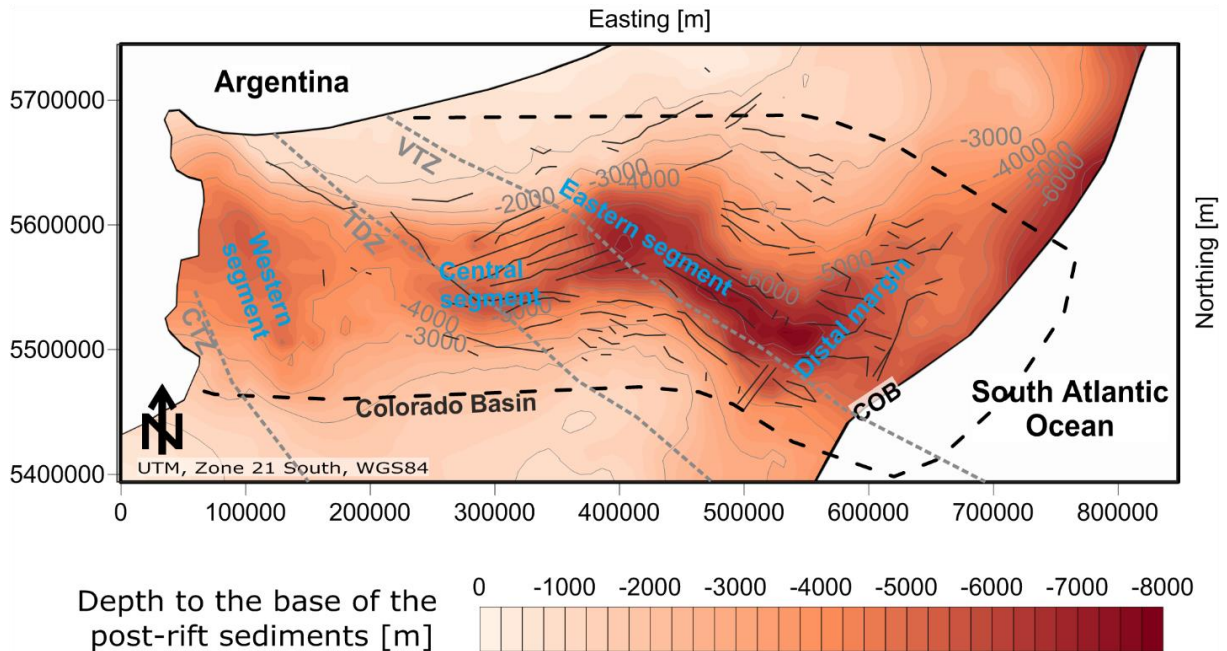 Easting [m]
Argentina
5700000
5600000
5500000
5400000
VTZ
TDZ
CTZ
-2000
-3000
-4000
-3000
-4000
-5000
-6000
Eastern segment
Western
segment
Central
segment
Distal margin
-6000
-5000
-4000
-3000
Northing [m]
Colorado Basin
COB
South Atlantic
Ocean
N
UTM, Zone 21 South, WGS84
0
100000
200000
300000
400000
500000
600000
700000
800000
0
-1000
-2000
-3000
-4000
-5000
-6000
-7000
-8000
Depth to the base of the
post-rift sediments [m]